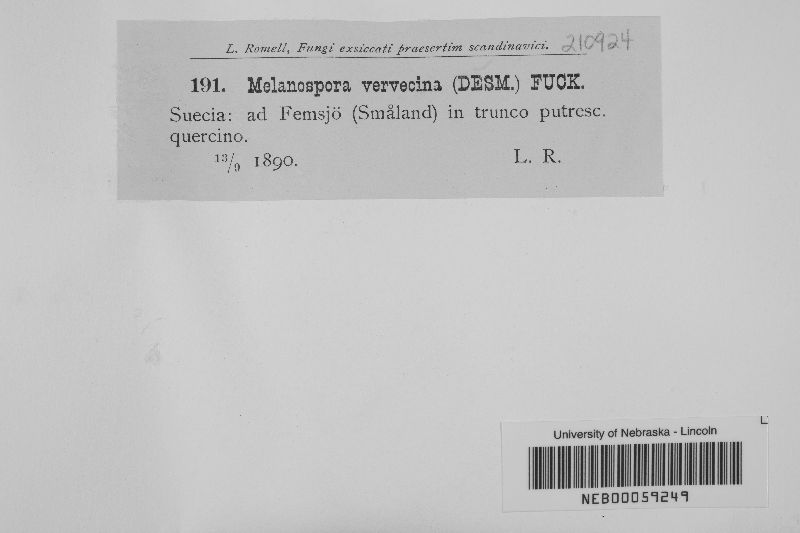 L. Romell, Fungi exsiccati praesertim scandinavici. 210924
191. Melanospora vervecina (DESM.) FUCK.
Suecia: ad Femsjö (Småland) in trunco putresc.
quercino.
13/9 1890. L. R.
University of Nebraska - Lincoln
NEB00059249